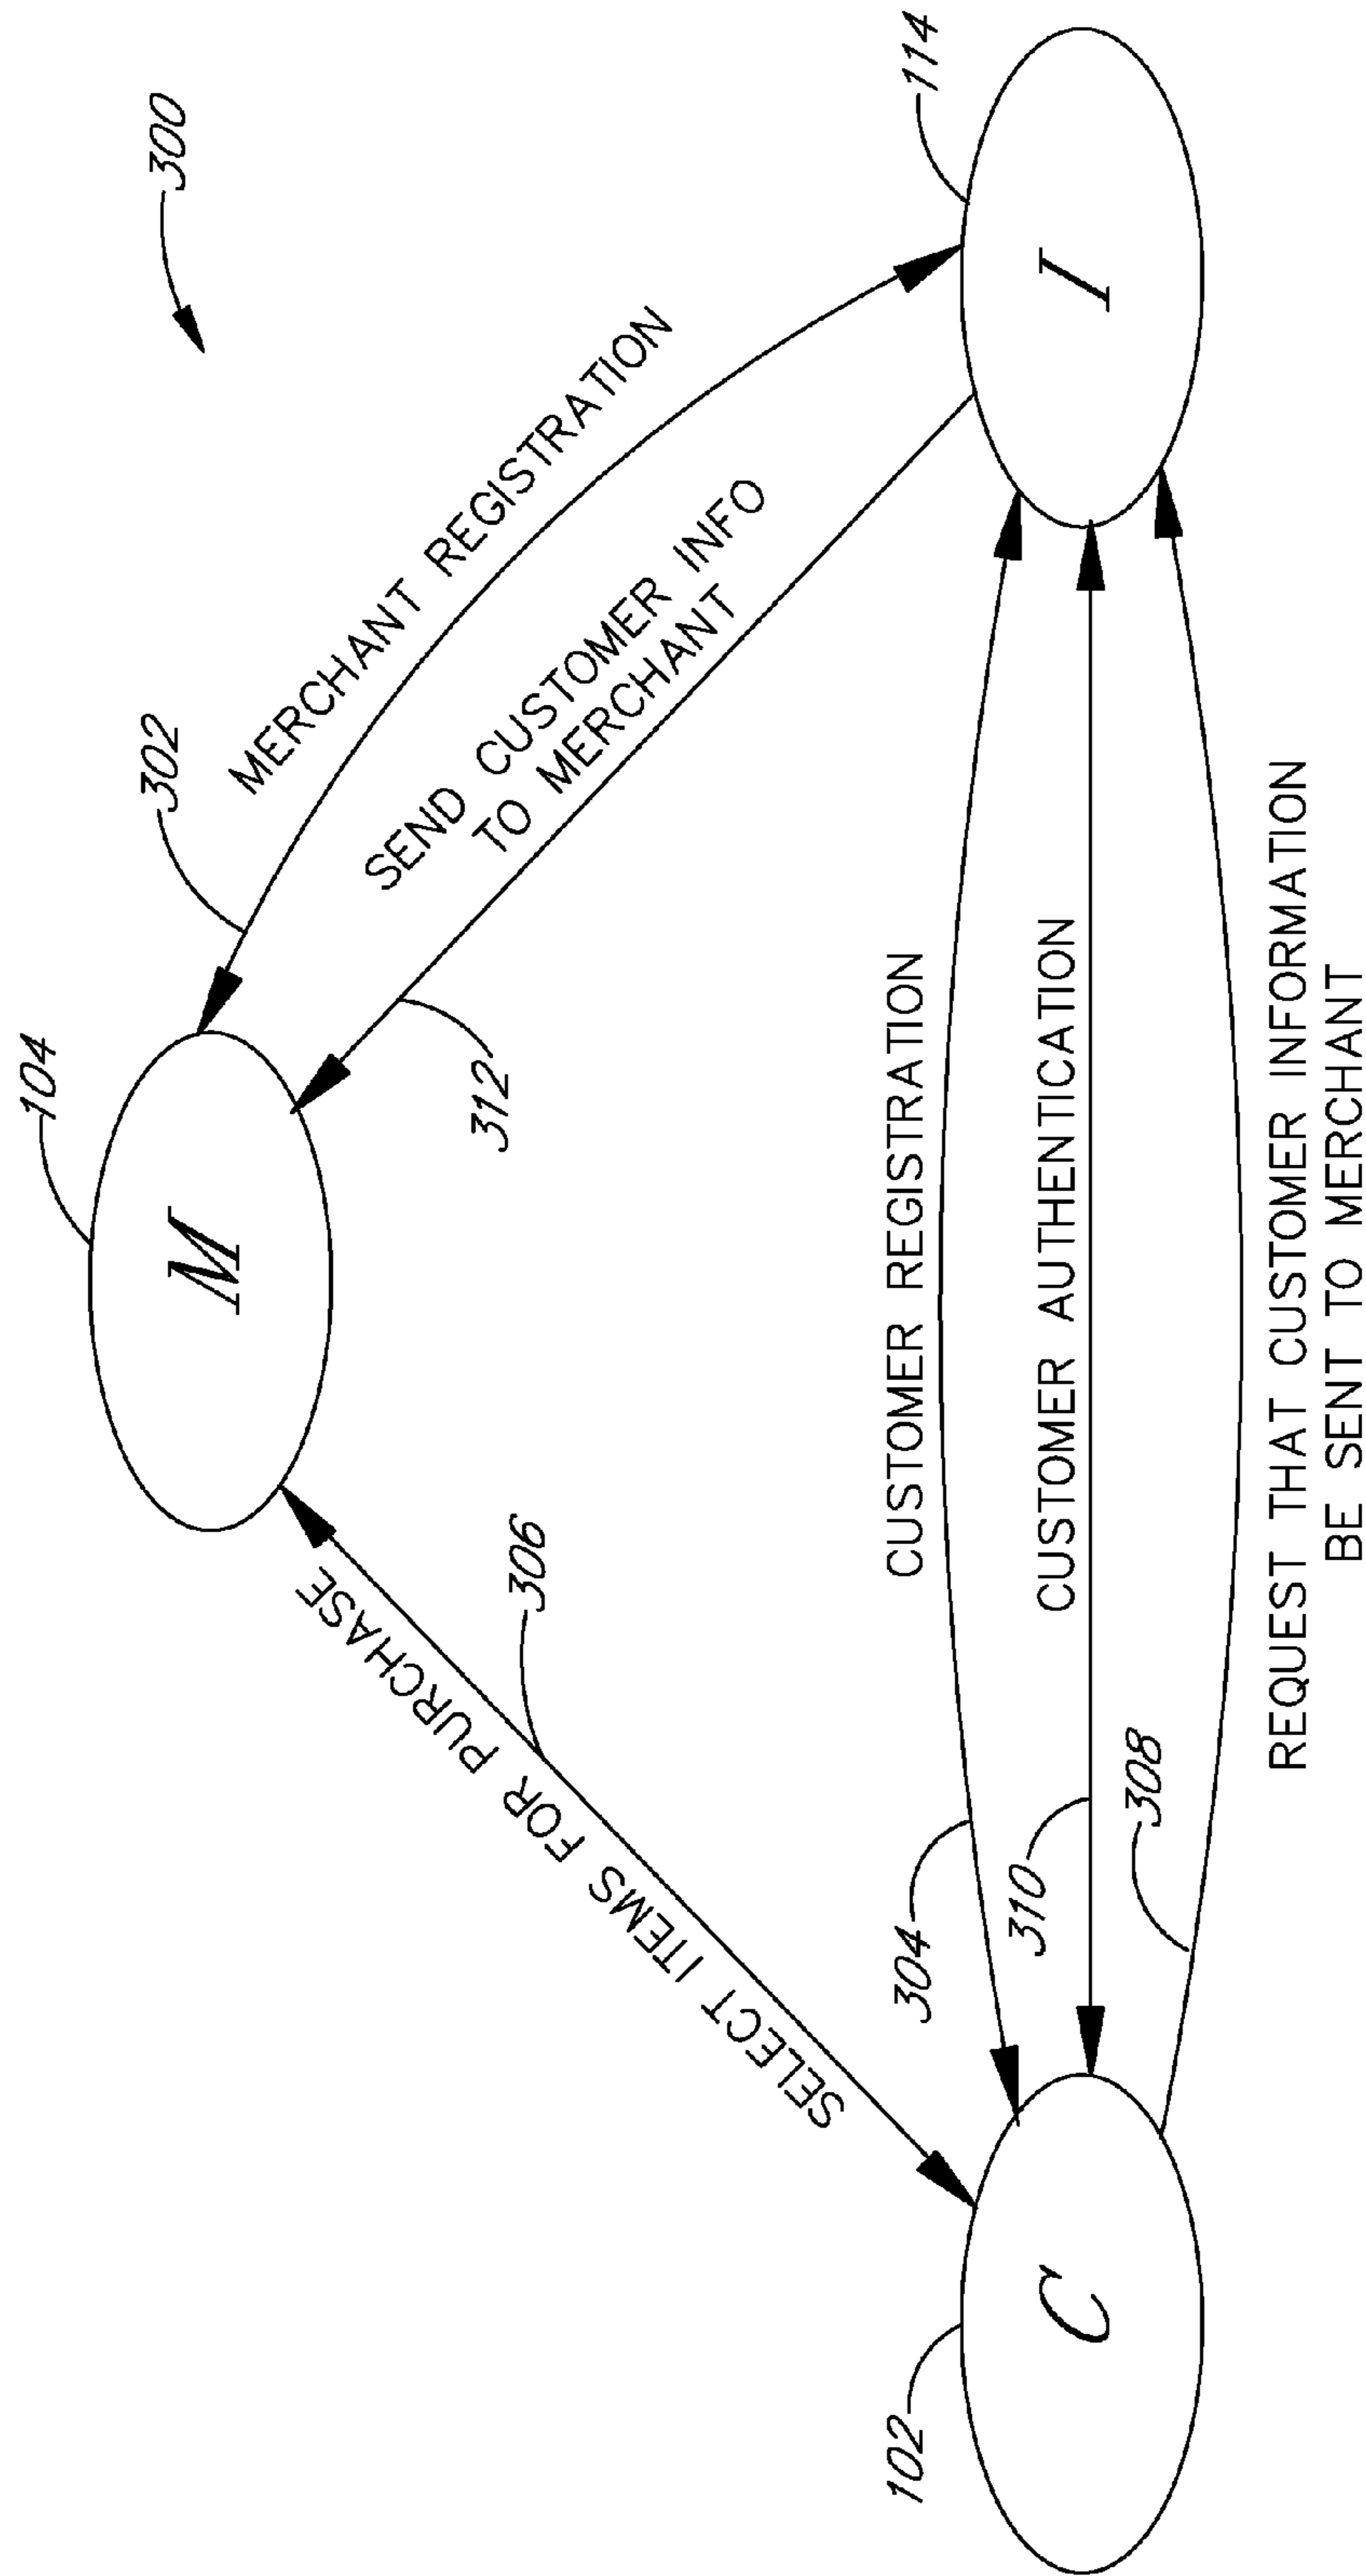 300
104
M
302
MERCHANT REGISTRATION
SEND CUSTOMER INFO
TO MERCHANT
312
SELECT ITEMS FOR PURCHASE
306
CUSTOMER REGISTRATION
304
CUSTOMER AUTHENTICATION
310
308
102
C
114
I
REQUEST THAT CUSTOMER INFORMATION
BE SENT TO MERCHANT